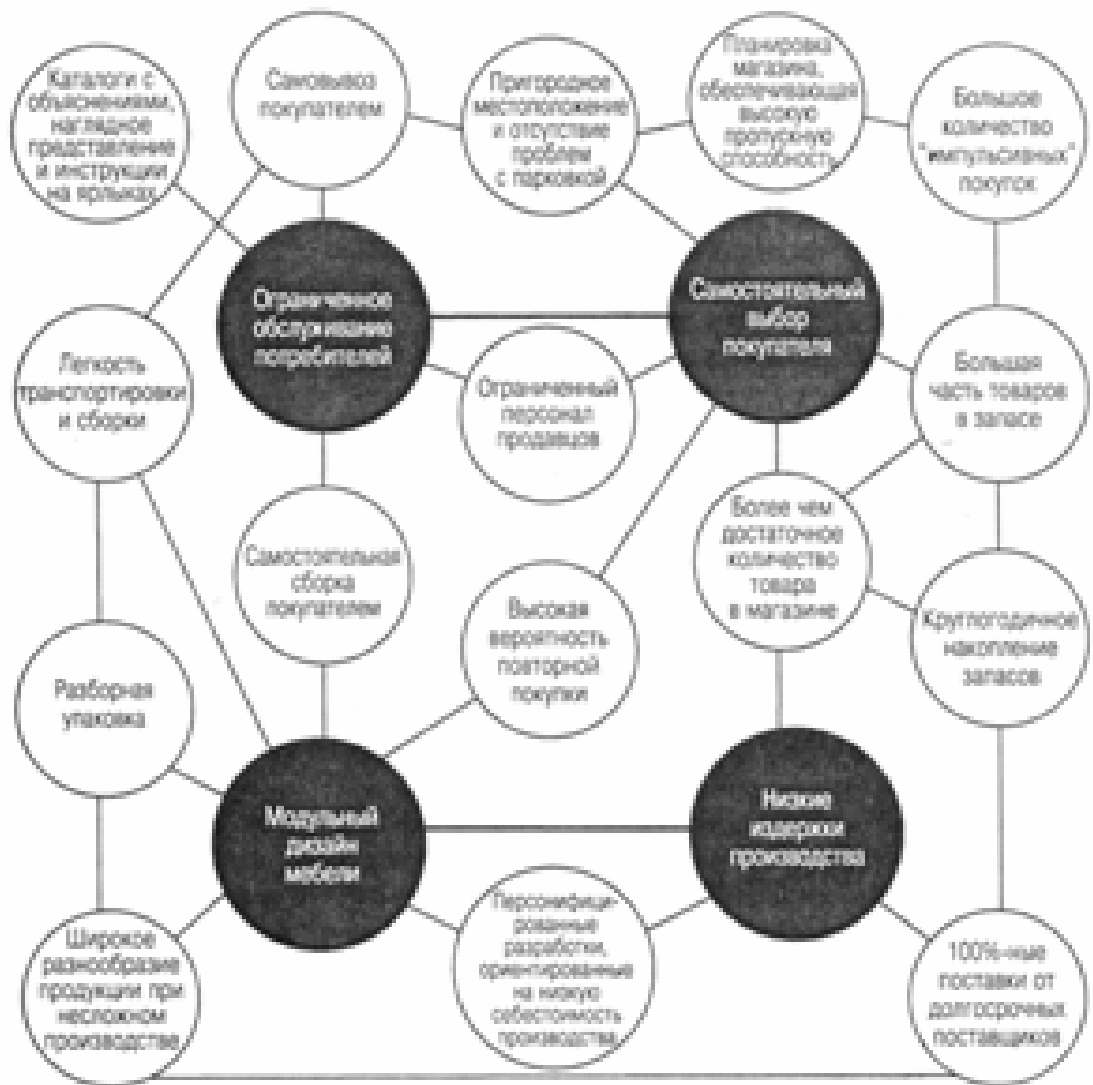 Каталоги с
объяснениями,
наглядное
представление
и инструкции
на ярлыках
Самовывоз
покупателем
Пригородное
местоположение
и отсутствие
проблем
с парковкой
Планировка
магазина,
обеспечивающая
высокую
пропускную
способность
Большое
количество
"импульсивных"
покупок
Ограниченное
обслуживание
потребителей
Самостоятельный
выбор
покупателя
Легкость
транспортировки
и сборки
Ограниченный
персонал
продавцов
Большая
часть товаров
в запасе
Самостоятельная
сборка
покупателем
Высокая
вероятность
повторной
покупки
Более чем
достаточное
количество
товара
в магазине
Круглогодичное
накопление
запасов
Разборная
упаковка
Модульный
дизайн
мебели
Низкие
издержки
производства
Широкое
разнообразие
продукции при
несложном
производстве
Персонифици-
рованные
разработки,
ориентированные
на низкую
себестоимость
производства
100%-ные
поставки от
долгосрочных
поставщиков